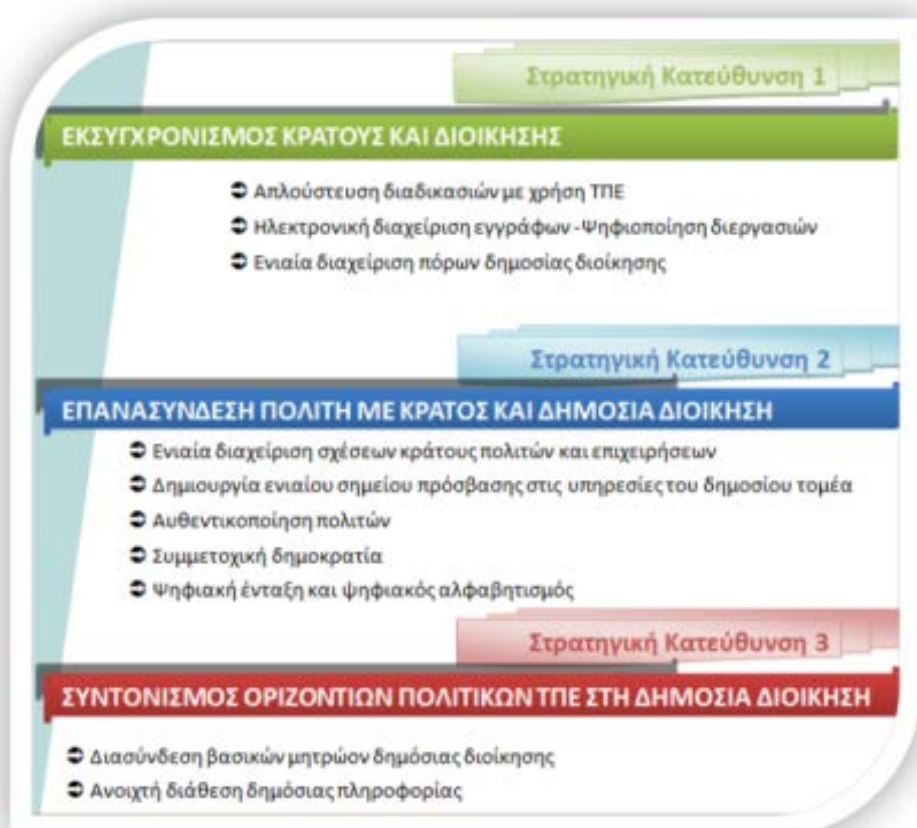 Στρατηγική Κατεύθυνση 1
ΕΚΣΥΓΧΡΟΝΙΣΜΟΣ ΚΡΑΤΟΥΣ ΚΑΙ ΔΙΟΙΚΗΣΗΣ
➲ Απλούστευση διαδικασιών με χρήση ΤΠΕ
➲ Ηλεκτρονική διαχείριση εγγράφων -Ψηφιοποίηση διεργασιών
➲ Ενιαία διαχείριση πόρων δημοσίας διοίκησης
Στρατηγική Κατεύθυνση 2
ΕΠΑΝΑΣΥΝΔΕΣΗ ΠΟΛΙΤΗ ΜΕ ΚΡΑΤΟΣ ΚΑΙ ΔΗΜΟΣΙΑ ΔΙΟΙΚΗΣΗ
➲ Ενιαία διαχείριση σχέσεων κράτους πολιτών και επιχειρήσεων
➲ Δημιουργία ενιαίου σημείου πρόσβασης στις υπηρεσίες του δημοσίου τομέα
➲ Αυθεντικοποίηση πολιτών
➲ Συμμετοχική δημοκρατία
➲ Ψηφιακή ένταξη και ψηφιακός αλφαβητισμός
Στρατηγική Κατεύθυνση 3
ΣΥΝΤΟΝΙΣΜΟΣ ΟΡΙΖΟΝΤΙΩΝ ΠΟΛΙΤΙΚΩΝ ΤΠΕ ΣΤΗ ΔΗΜΟΣΙΑ ΔΙΟΙΚΗΣΗ
➲ Διασύνδεση βασικών μητρώον δημόσιας διοίκησης
➲ Ανοιχτή διάθεση δημόσιας πληροφορίας